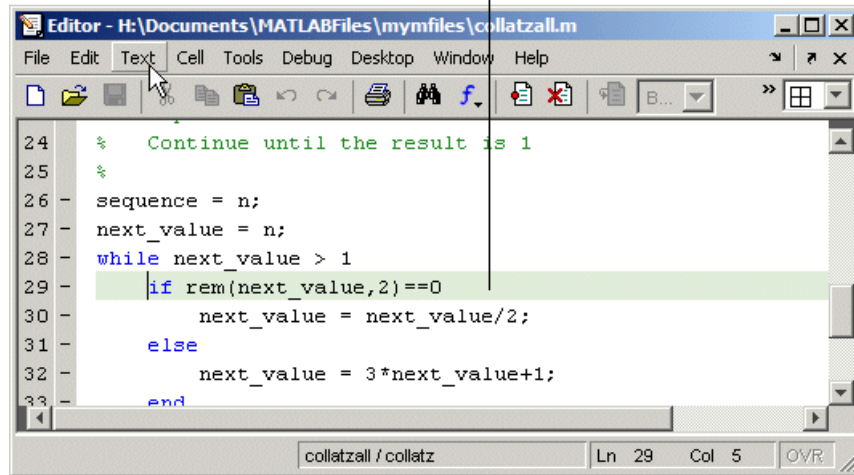 Editor - H:\Documents\MATLABFiles\mymfiles\collatzall.m
File Edit Text Cell Tools Debug Desktop Window Help
B...
24 % Continue until the result is 1
25 %
26 - sequence = n;
27 - next_value = n;
28 - while next_value > 1
29 - if rem(next_value,2)==0
30 - next_value = next_value/2;
31 - else
32 - next_value = 3*next_value+1;
33 - end
collatzall / collatz Ln 29 Col 5 OVR